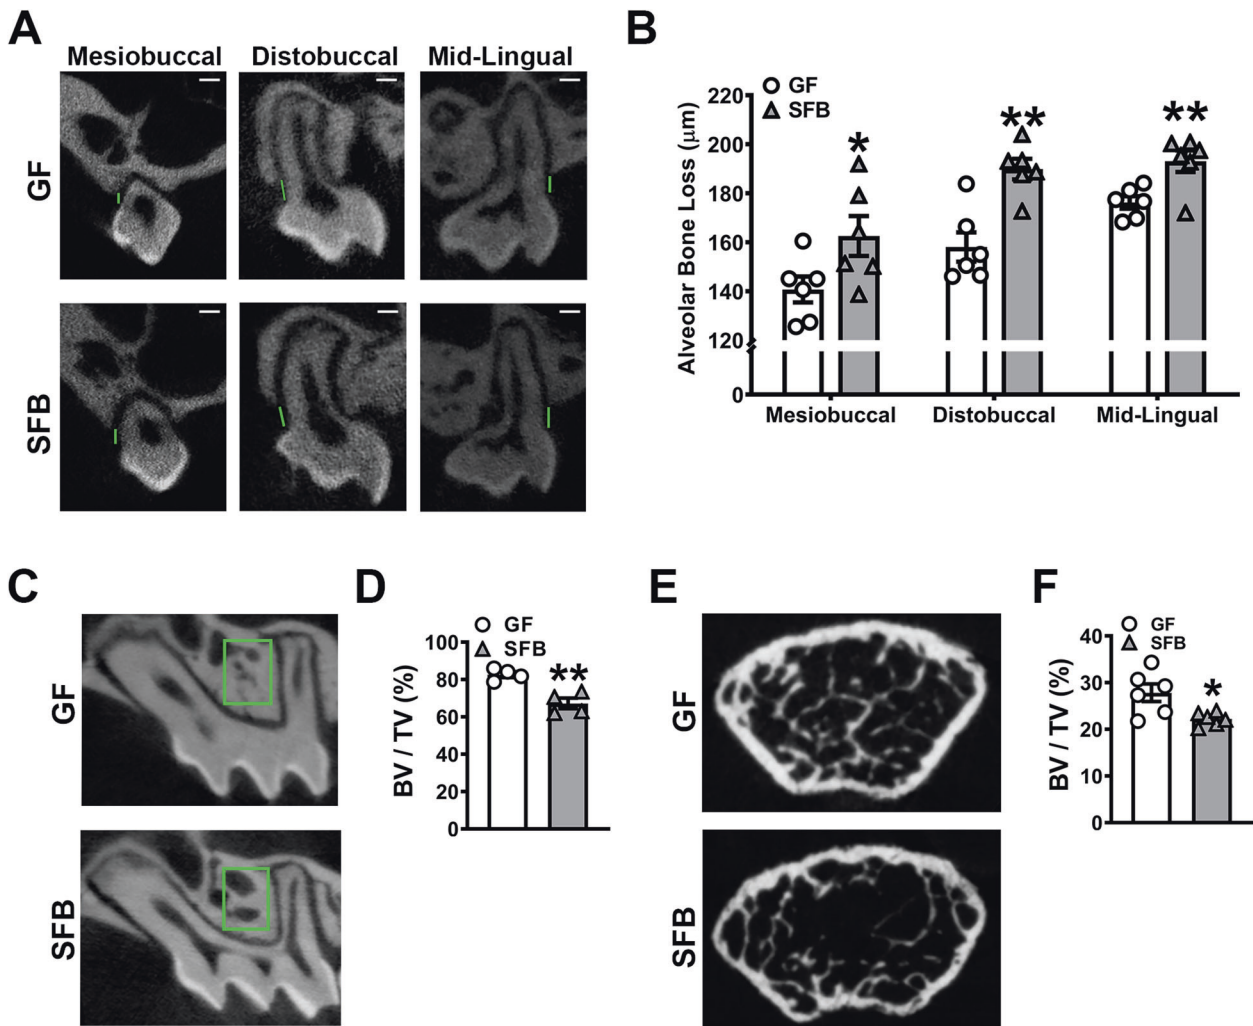 A
Mesiobuccal Distobuccal Mid-Lingual
GF
SFB
B
GF
SFB
Alveolar Bone Loss (μm)
220
200
180
160
140
120
0
* ** **
Mesiobuccal Distobuccal Mid-Lingual
C
GF
SFB
D
GF
SFB
BV / TV (%)
100
80
60
40
20
0
**
E
GF
SFB
F
GF
SFB
BV / TV (%)
40
30
20
10
0
*